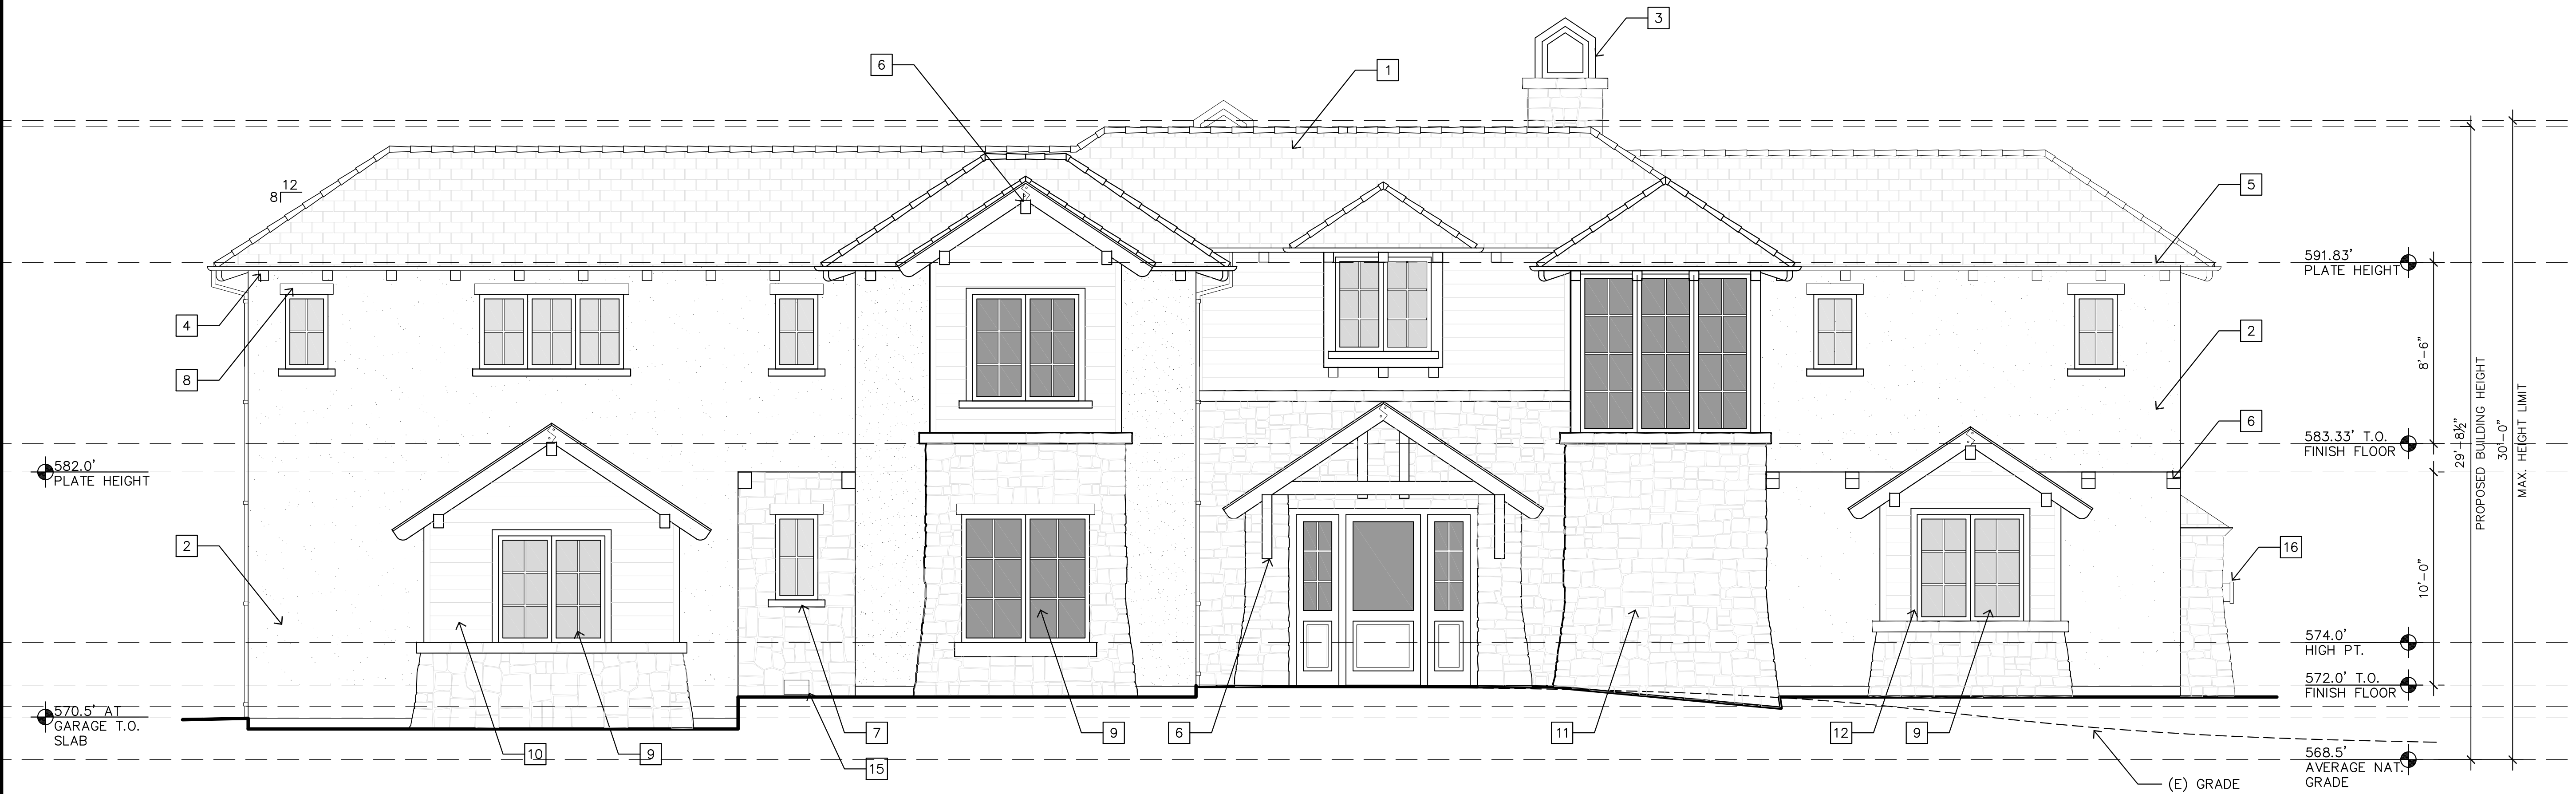 3
6
1
12
8
5
591.83'
PLATE HEIGHT
4
8
2
8'-6"
583.33' T.O.
FINISH FLOOR
6
29'-8½"
PROPOSED BUILDING HEIGHT
30'-0"
MAX. HEIGHT LIMIT
582.0'
PLATE HEIGHT
2
16
10'-0"
574.0'
HIGH PT.
572.0' T.O.
FINISH FLOOR
570.5' AT
GARAGE T.O.
SLAB
10
9
7
15
9
6
11
12
9
568.5'
AVERAGE NAT.
GRADE
(E) GRADE